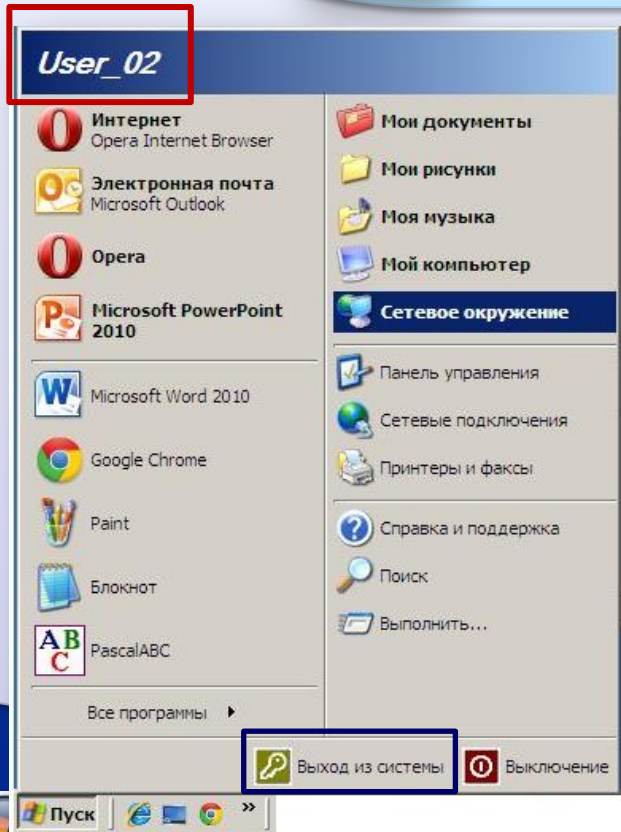 User_02
Интернет
Opera Internet Browser
Электронная почта
Microsoft Outlook
Opera
Microsoft PowerPoint
2010
Microsoft Word 2010
Google Chrome
Paint
Блокнот
ABC
PascalABC
Все программы
Мои документы
Мои рисунки
Моя музыка
Мой компьютер
Сетевое окружение
Панель управления
Сетевые подключения
Принтеры и факсы
Справка и поддержка
Поиск
Выполнить...
Выход из системы
Выключение
Пуск
»